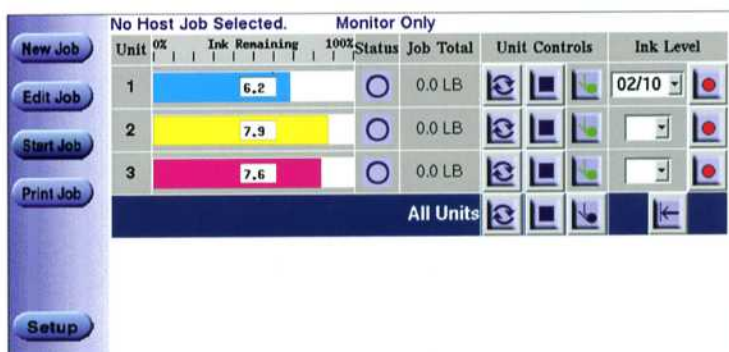 No Host Job Selected. Monitor Only
New Job
Unit 0% Ink Remaining 100% Status Job Total Unit Controls Ink Level
Edit Job
1 6.2 0.0 LB 02/10
2 7.9 0.0 LB
Start Job
3 7.6 0.0 LB
Print Job
All Units
Setup